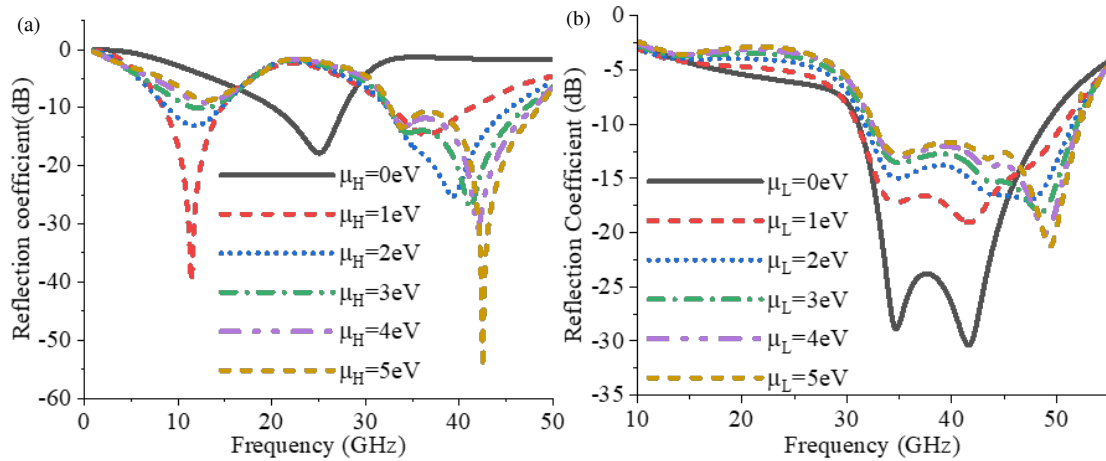 (a)
0
-10
-20
-30
-40
-50
-60
Reflection coefficient(dB)
μH=0eV
μH=1eV
μH=2eV
μH=3eV
μH=4eV
μH=5eV
0 10 20 30 40 50
Frequency (GHz)
(b)
0
-5
-10
-15
-20
-25
-30
-35
Reflection Coefficient (dB)
μL=0eV
μL=1eV
μL=2eV
μL=3eV
μL=4eV
μL=5eV
10 20 30 40 50
Frequency (GHz)